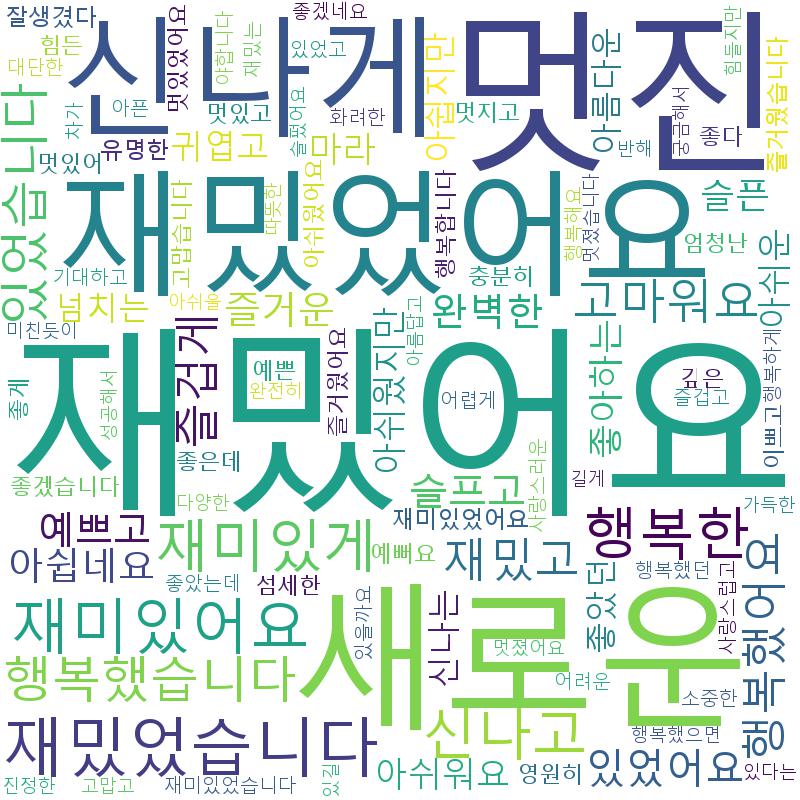 잘생겼다
힘든
대단한
신나게
멋진
좋겠네요
있었고
재미있는
야합니다
멋있었어요
아픈
차가
유명한
멋있어
귀엽고
멋있고
슬펐어요
화려한
마라
아쉽지만
멋지고
아름다운
반해
궁금해서
좋다
힘들지만
즐거웠습니다
있었습니다
재밌었어요
고맙습니다
따뜻한
아쉬웠어요
행복합니다
행복해요
멋졌습니다
슬픈
엄청난
아쉬운
기대하고
넘치는
아쉬울
즐거운
충분히
완벽한
고마워요
미친듯이
재밌어요
즐겁게
예쁜
완전히
즐거웠어요
아쉬웠지만
아름답고
어렵게
좋아하는
깊은
즐겁고
행복하게
이쁘고
좋게
성공해서
좋은데
좋겠습니다
다양한
슬프고
사랑스러운
길게
가득한
예쁘고
재미있게
재미있었어요
예뻐요
행복한
아쉽네요
좋았는데
섬세한
재밌고
좋았던
행복했던
사랑스럽고
행복했어요
재미있어요
있을까요
신나는
새로운
멋졌어요
어려운
소중한
행복했습니다
신나고
행복했으면
재밌었습니다
아쉬워요
영원히
있었어요
있다는
진정한
고맙고
재미있었습니다
있길